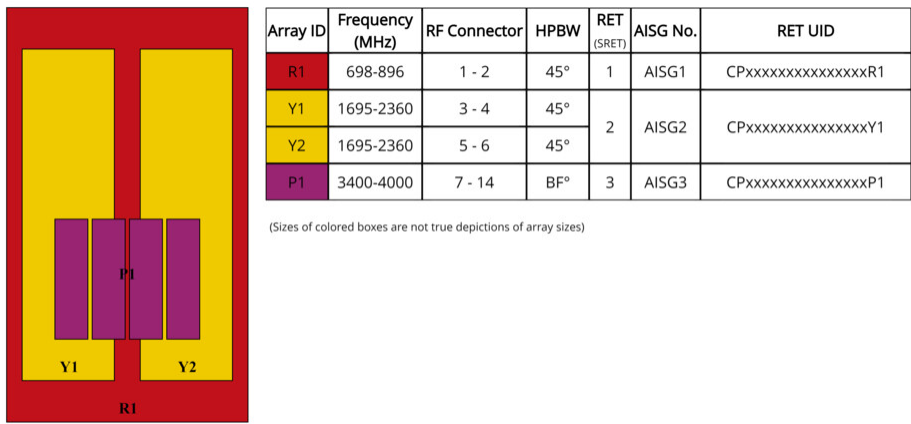 Array ID Frequency (MHz) RF Connector HPBW RET (SRET) AISG No. RET UID
R1 698-896 1 - 2 45° 1 AISG1 CPxxxxxxxxxxxxxxxxR1
Y1 1695-2360 3 - 4 45° 2 AISG2 CPxxxxxxxxxxxxxxxxY1
Y2 1695-2360 5 - 6 45°
P1 3400-4000 7 - 14 BF° 3 AISG3 CPxxxxxxxxxxxxxxxxP1
(Sizes of colored boxes are not true depictions of array sizes)
P1
Y1 Y2
R1